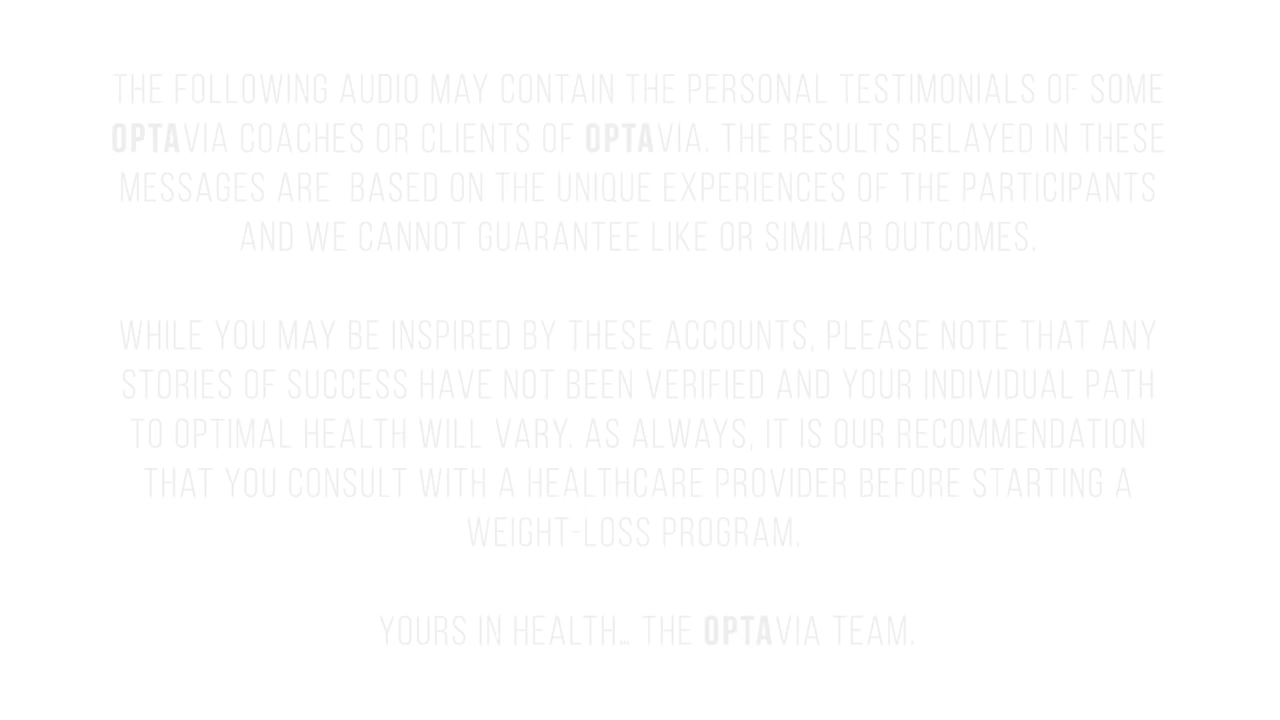 THE FOLLOWING AUDIO MAY CONTAIN THE PERSONAL TESTIMONIALS OF SOME
OPTAVIA COACHES OR CLIENTS OF OPTAVIA. THE RESULTS RELAYED IN THESE
MESSAGES ARE  BASED ON THE UNIQUE EXPERIENCES OF THE PARTICIPANTS
AND WE CANNOT GUARANTEE LIKE OR SIMILAR OUTCOMES.
WHILE YOU MAY BE INSPIRED BY THESE ACCOUNTS, PLEASE NOTE THAT ANY
STORIES OF SUCCESS HAVE NOT BEEN VERIFIED AND YOUR INDIVIDUAL PATH
TO OPTIMAL HEALTH WILL VARY. AS ALWAYS, IT IS OUR RECOMMENDATION
THAT YOU CONSULT WITH A HEALTHCARE PROVIDER BEFORE STARTING A
WEIGHT-LOSS PROGRAM.
YOURS IN HEALTH… THE OPTAVIA TEAM.